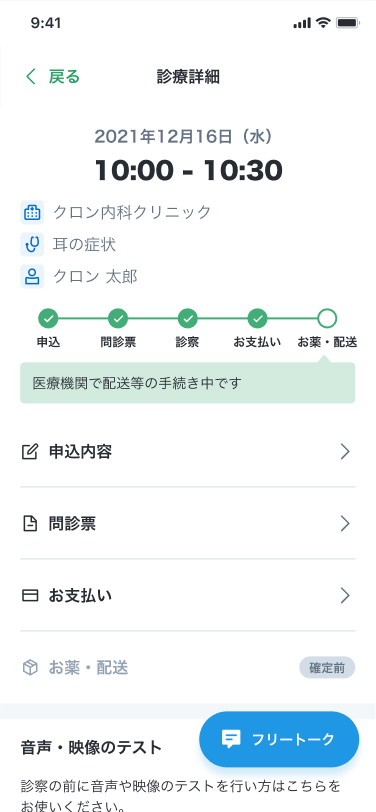 9:41
戻る
診療詳細
2021年12月16日（水）
10:00 - 10:30
クロン内科クリニック
耳の症状
クロン 太郎
申込 問診票 診察 お支払い お薬・配送
医療機関で配送等の手続き中です
申込内容
問診票
お支払い
お薬・配送 確定前
フリートーク
音声・映像のテスト
診察の前に音声や映像のテストを行い方はこちらを
お使いください。